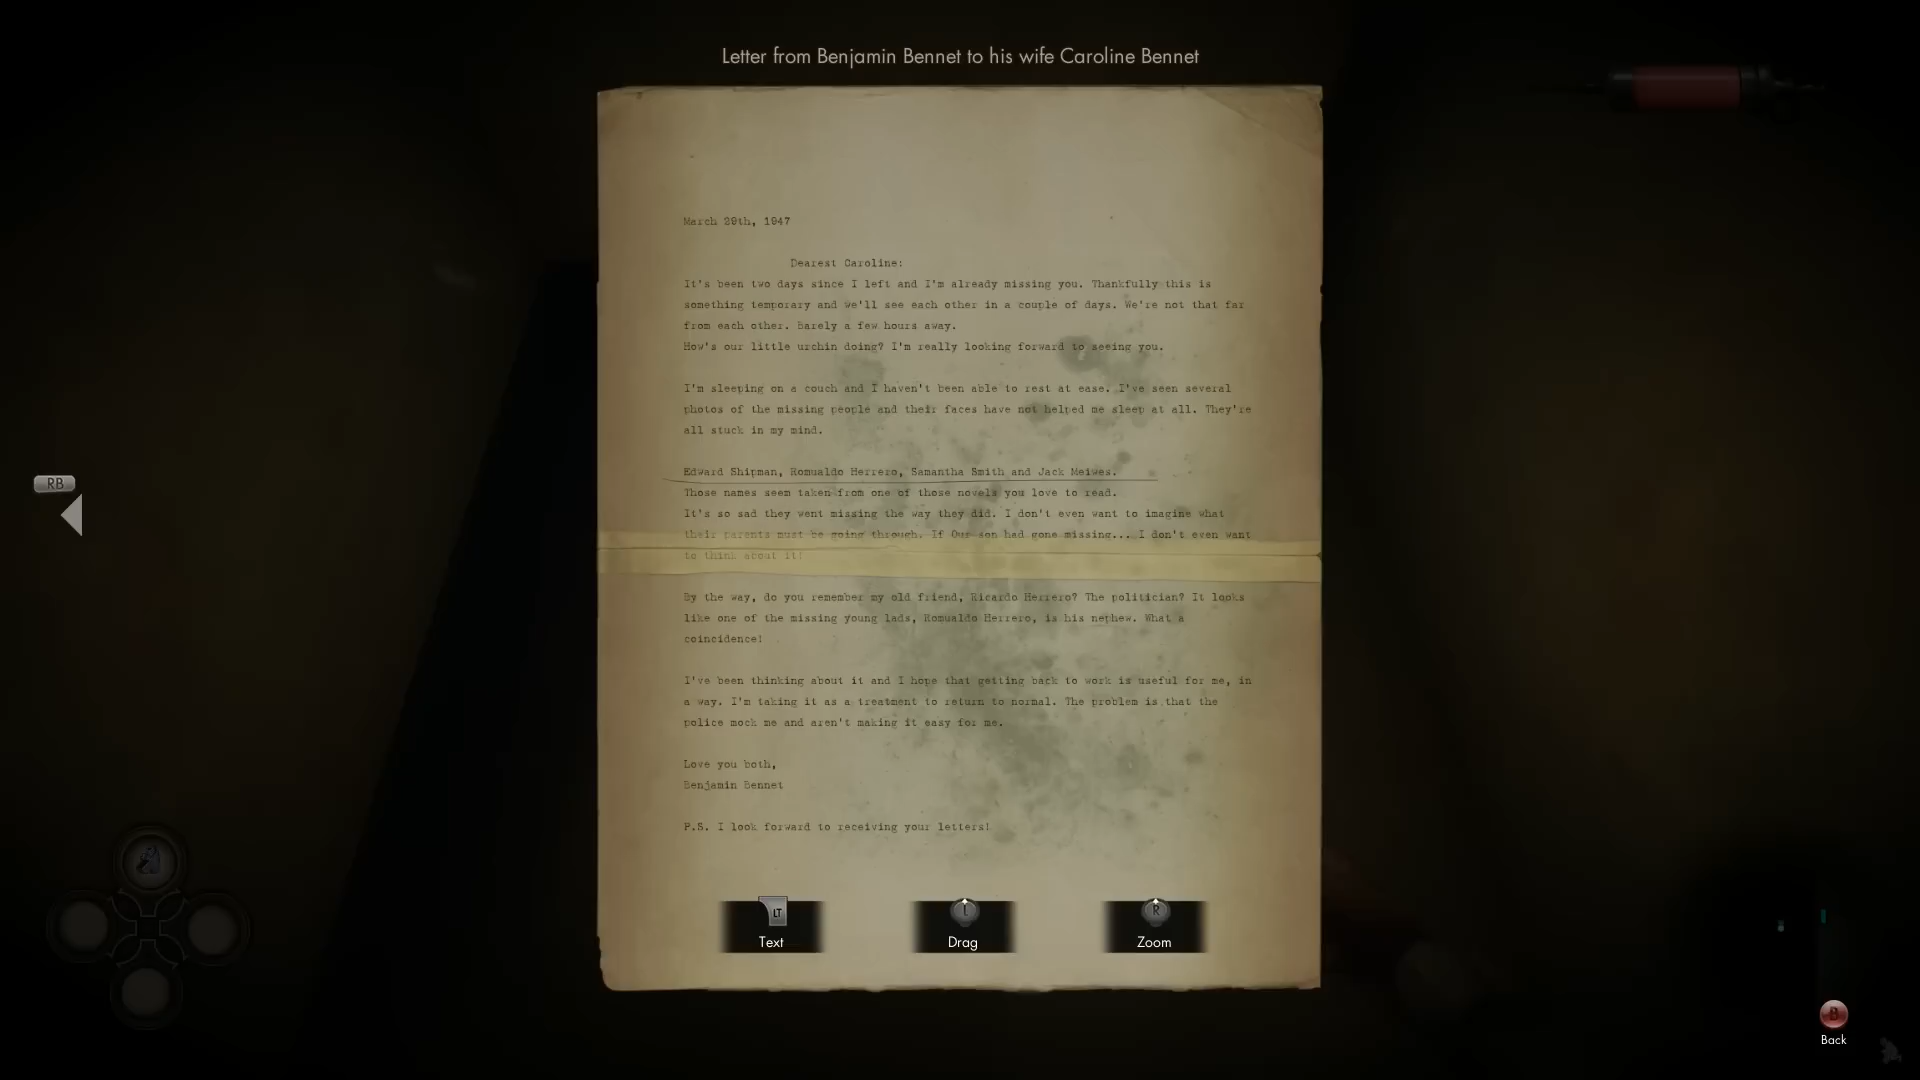 Letter from Benjamin Bennet to his wife Caroline Bennet
March 29th, 1947
Dearest Caroline:
It's been two days since I left and I'm already missing you. Thankfully this is
something temporary and we'll see each other in a couple of days. We're not that far
from each other. Barely a few hours away.
How's our little urchin doing? I'm really looking forward to seeing you.
I'm sleeping on a couch and I haven't been able to rest at ease. I've seen several
photos of the missing people and their faces have not helped me sleep at all. They're
all stuck in my mind.
Edward Shipman, Romualdo Herrero, Samantha Smith and Jack Meiwes.
Those names seem taken from one of those novels you love to read.
It's so sad they went missing the way they did. I don't even want to imagine what
their parents must be going through. If Our son had gone missing... I don't even want
to think about it!
By the way, do you remember my old friend, Ricardo Herrero? The politician? It looks
like one of the missing young lads, Romualdo Herrero, is his nephew. What a
coincidence!
I've been thinking about it and I hope that getting back to work is useful for me, in
a way. I'm taking it as a treatment to return to normal. The problem is that the
police mock me and aren't making it easy for me.
Love you both,
Benjamin Bennet
P.S. I look forward to receiving your letters!
RB
LT
Text
L
Drag
R
Zoom
B
Back